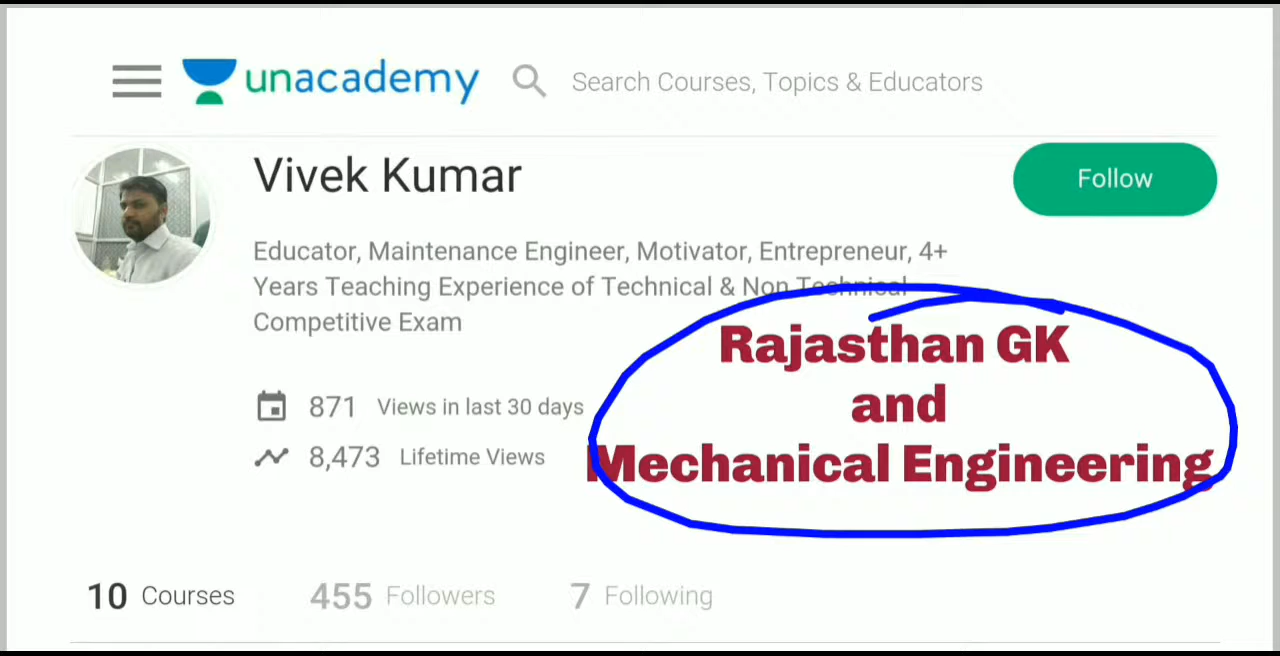 unacademy
Search Courses, Topics & Educators
Vivek Kumar
Follow
Educator, Maintenance Engineer, Motivator, Entrepreneur, 4+
Years Teaching Experience of Technical & Non Technical
Competitive Exam
Rajasthan GK
and
Mechanical Engineering
871 Views in last 30 days
8,473 Lifetime Views
10 Courses 455 Followers 7 Following